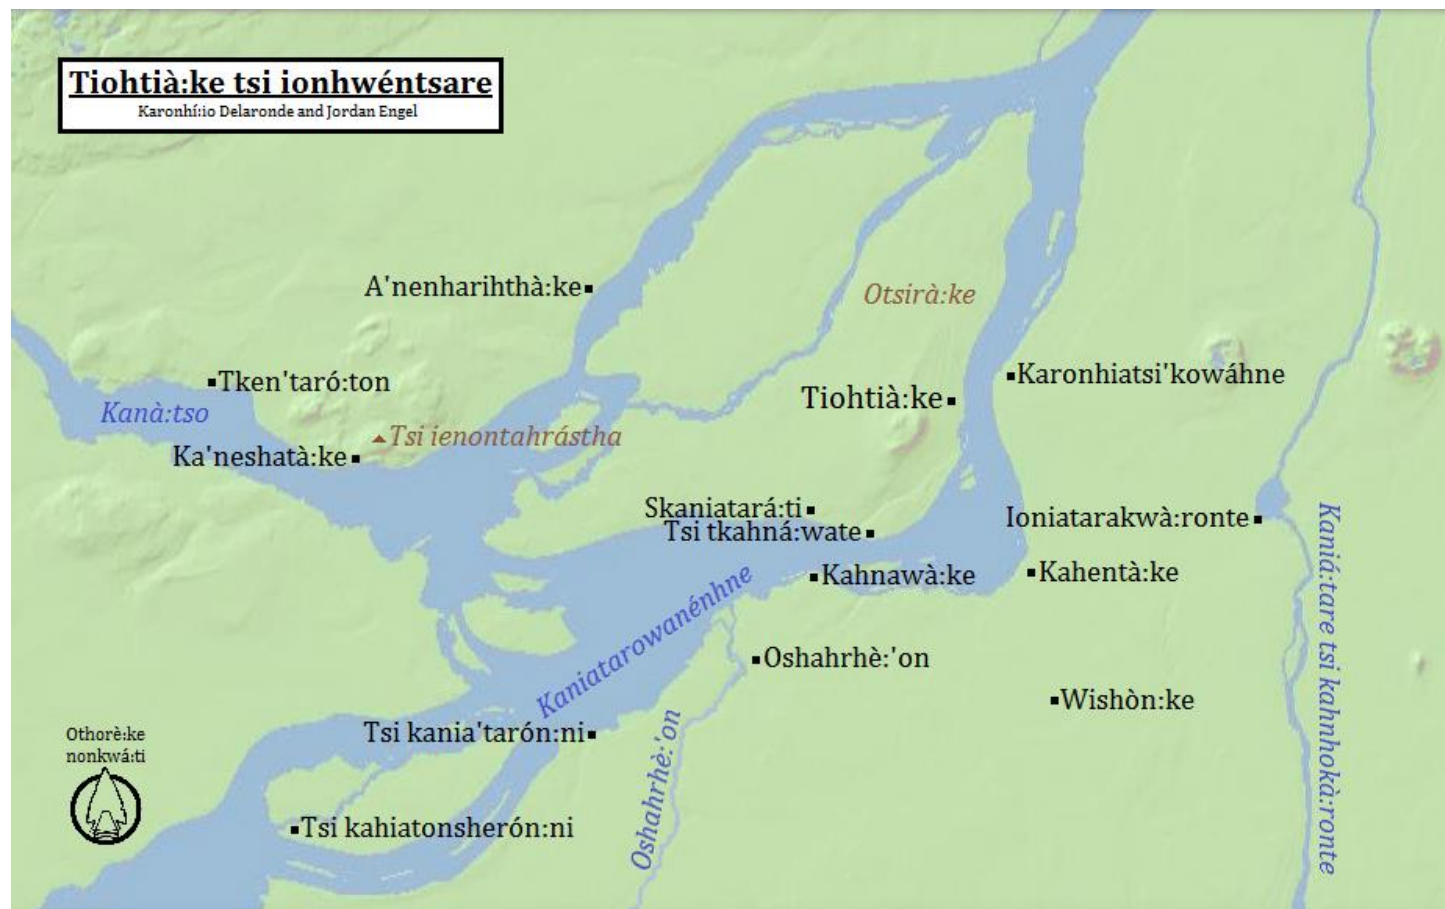 Tiohtià:ke tsi ionhwéntsare
Karonhí:io Delaronde and Jordan Engel
A'nenharihthà:ke
Otsirà:ke
Tken'taró:ton
Karonhiatsi'kowáhne
Kanà:tso
Tiohtià:ke
Tsi ienontahrástha
Ka'neshatà:ke
Skaniatará:ti
Ioniatarakwà:ronte
Tsi tkahná:wate
Kahnawà:ke
Kahentà:ke
Kaniatarowanénhne
Kaniá:tare tsi kahnhokà:ronte
Oshahrhè:'on
Wishòn:ke
Tsi kania'tarón:ni
Oshahrhè:'on
Othorè:ke
nonkwá:ti
Tsi kahiatonsherón:ni